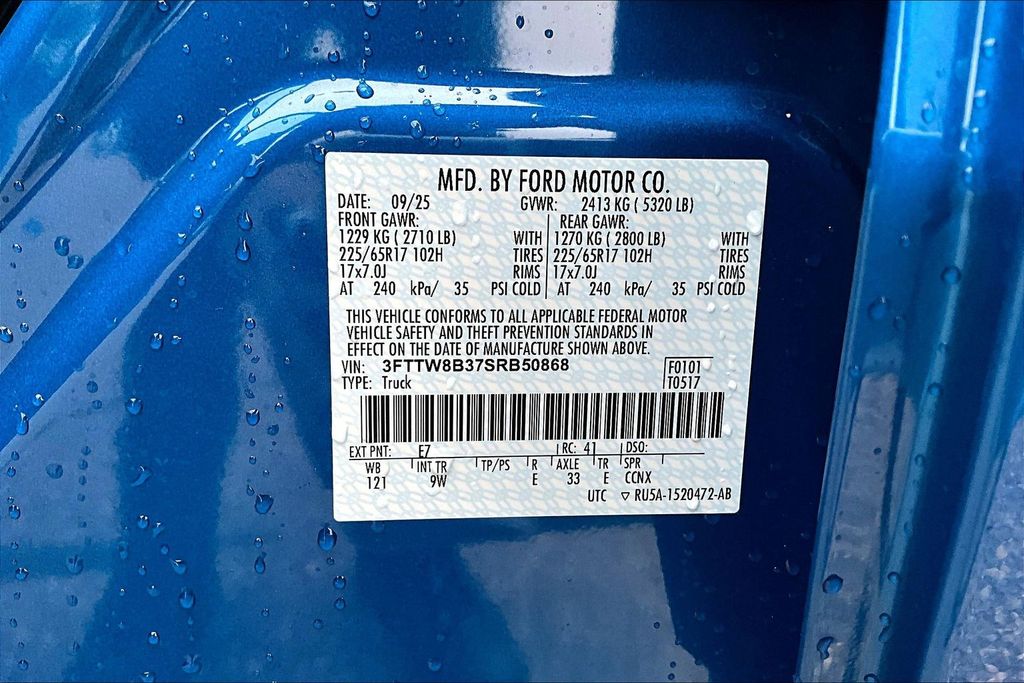 MFD. BY FORD MOTOR CO.
DATE: 09/25 GVWR: 2413 KG ( 5320 LB)
FRONT GAWR: REAR GAWR:
1229 KG ( 2710 LB) WITH 1270 KG ( 2800 LB) WITH
225/65R17 102H TIRES 225/65R17 102H TIRES
17x7.0J RIMS 17x7.0J RIMS
AT 240 kPa/ 35 PSI COLD AT 240 kPa/ 35 PSI COLD
THIS VEHICLE CONFORMS TO ALL APPLICABLE FEDERAL MOTOR
VEHICLE SAFETY AND THEFT PREVENTION STANDARDS IN
EFFECT ON THE DATE OF MANUFACTURE SHOWN ABOVE.
VIN: 3FTTW8B37SRB50868 F0101
TYPE: Truck T0517
EXT PNT: E7 RC: 41 DSO:
WB INT TR TP/PS R AXLE TR SPR
121 9W E 33 E CCNX
UTC ▽ RU5A-1520472-AB